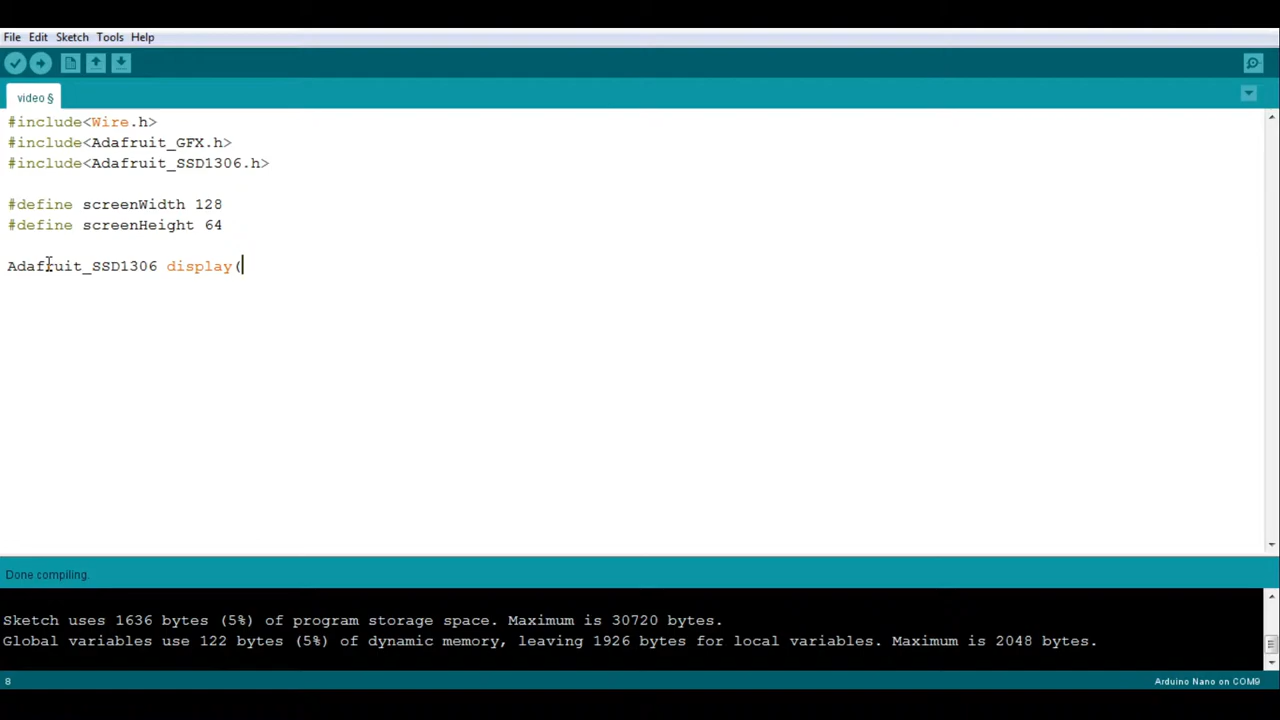 File Edit Sketch Tools Help
video §
#include<Wire.h>
#include<Adafruit_GFX.h>
#include<Adafruit_SSD1306.h>
#define screenWidth 128
#define screenHeight 64
Adafruit_SSD1306 display(
Done compiling.
Sketch uses 1636 bytes (5%) of program storage space. Maximum is 30720 bytes.
Global variables use 122 bytes (5%) of dynamic memory, leaving 1926 bytes for local variables. Maximum is 2048 bytes.
8 Arduino Nano on COM9